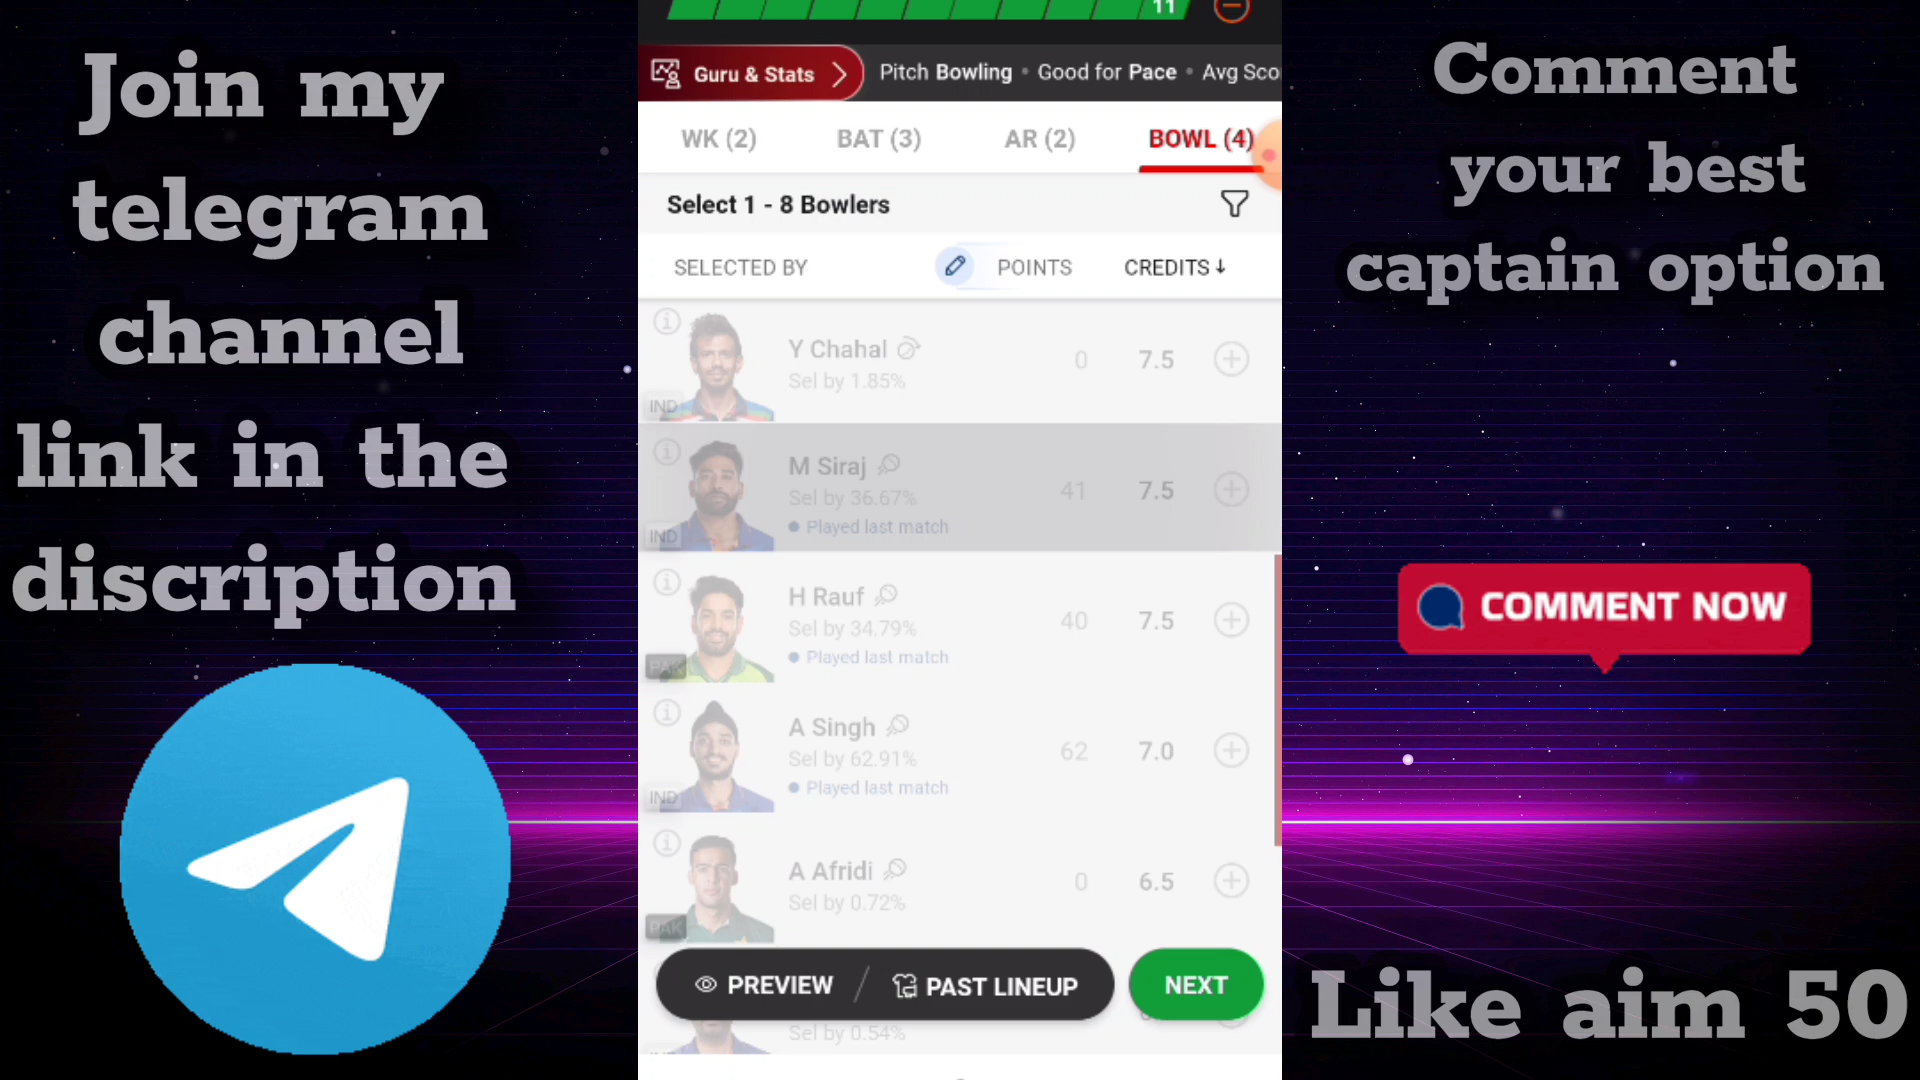 Join my
telegram
channel
link in the
discription
11
Guru & Stats
Pitch Bowling • Good for Pace • Avg Sco
WK (2)
BAT (3)
AR (2)
BOWL (4)
Select 1 - 8 Bowlers
SELECTED BY
POINTS
CREDITS ↓
Y Chahal
Sel by 1.85%
0
7.5
IND
M Siraj
Sel by 36.67%
Played last match
41
7.5
IND
H Rauf
Sel by 34.79%
Played last match
40
7.5
PAK
A Singh
Sel by 62.91%
Played last match
62
7.0
IND
A Afridi
Sel by 0.72%
0
6.5
PAK
PREVIEW
PAST LINEUP
NEXT
Sel by 0.54%
Comment
your best
captain option
COMMENT NOW
Like aim 50